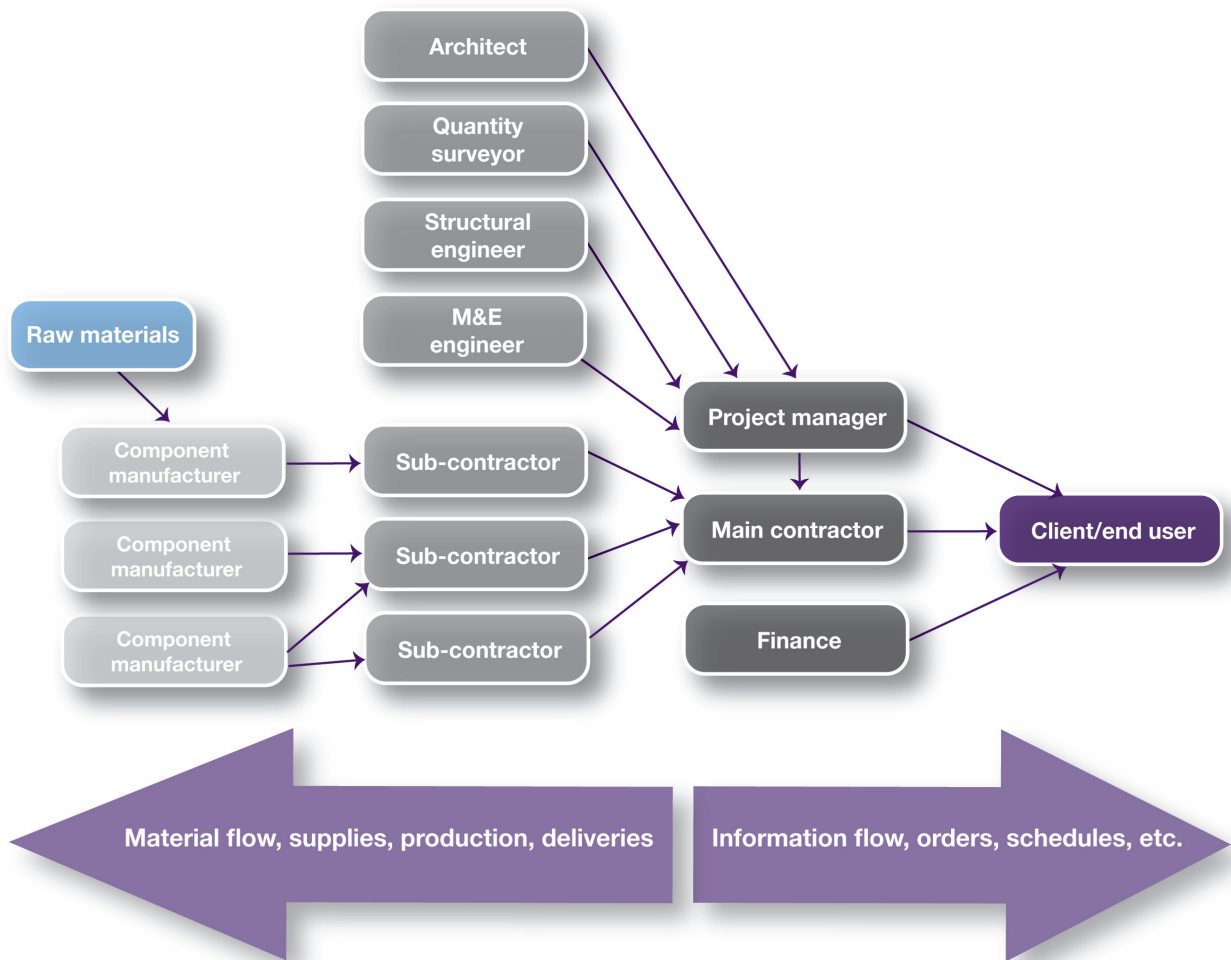 Architect
Quantity
surveyor
Structural
engineer
M&E
engineer
Raw materials
Project manager
Component
manufacturer
Sub-contractor
Main contractor
Client/end user
Component
manufacturer
Sub-contractor
Component
manufacturer
Sub-contractor
Finance
Material flow, supplies, production, deliveries
Information flow, orders, schedules, etc.